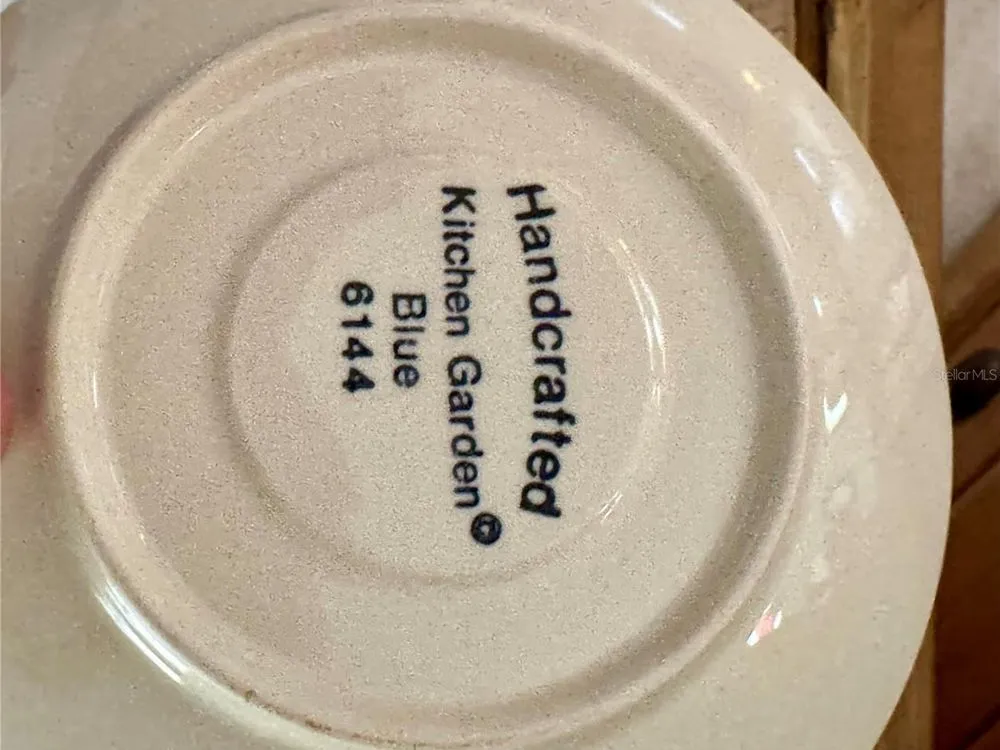 Handcrafted
Kitchen Garden©
Blue
6144
stellar MLS